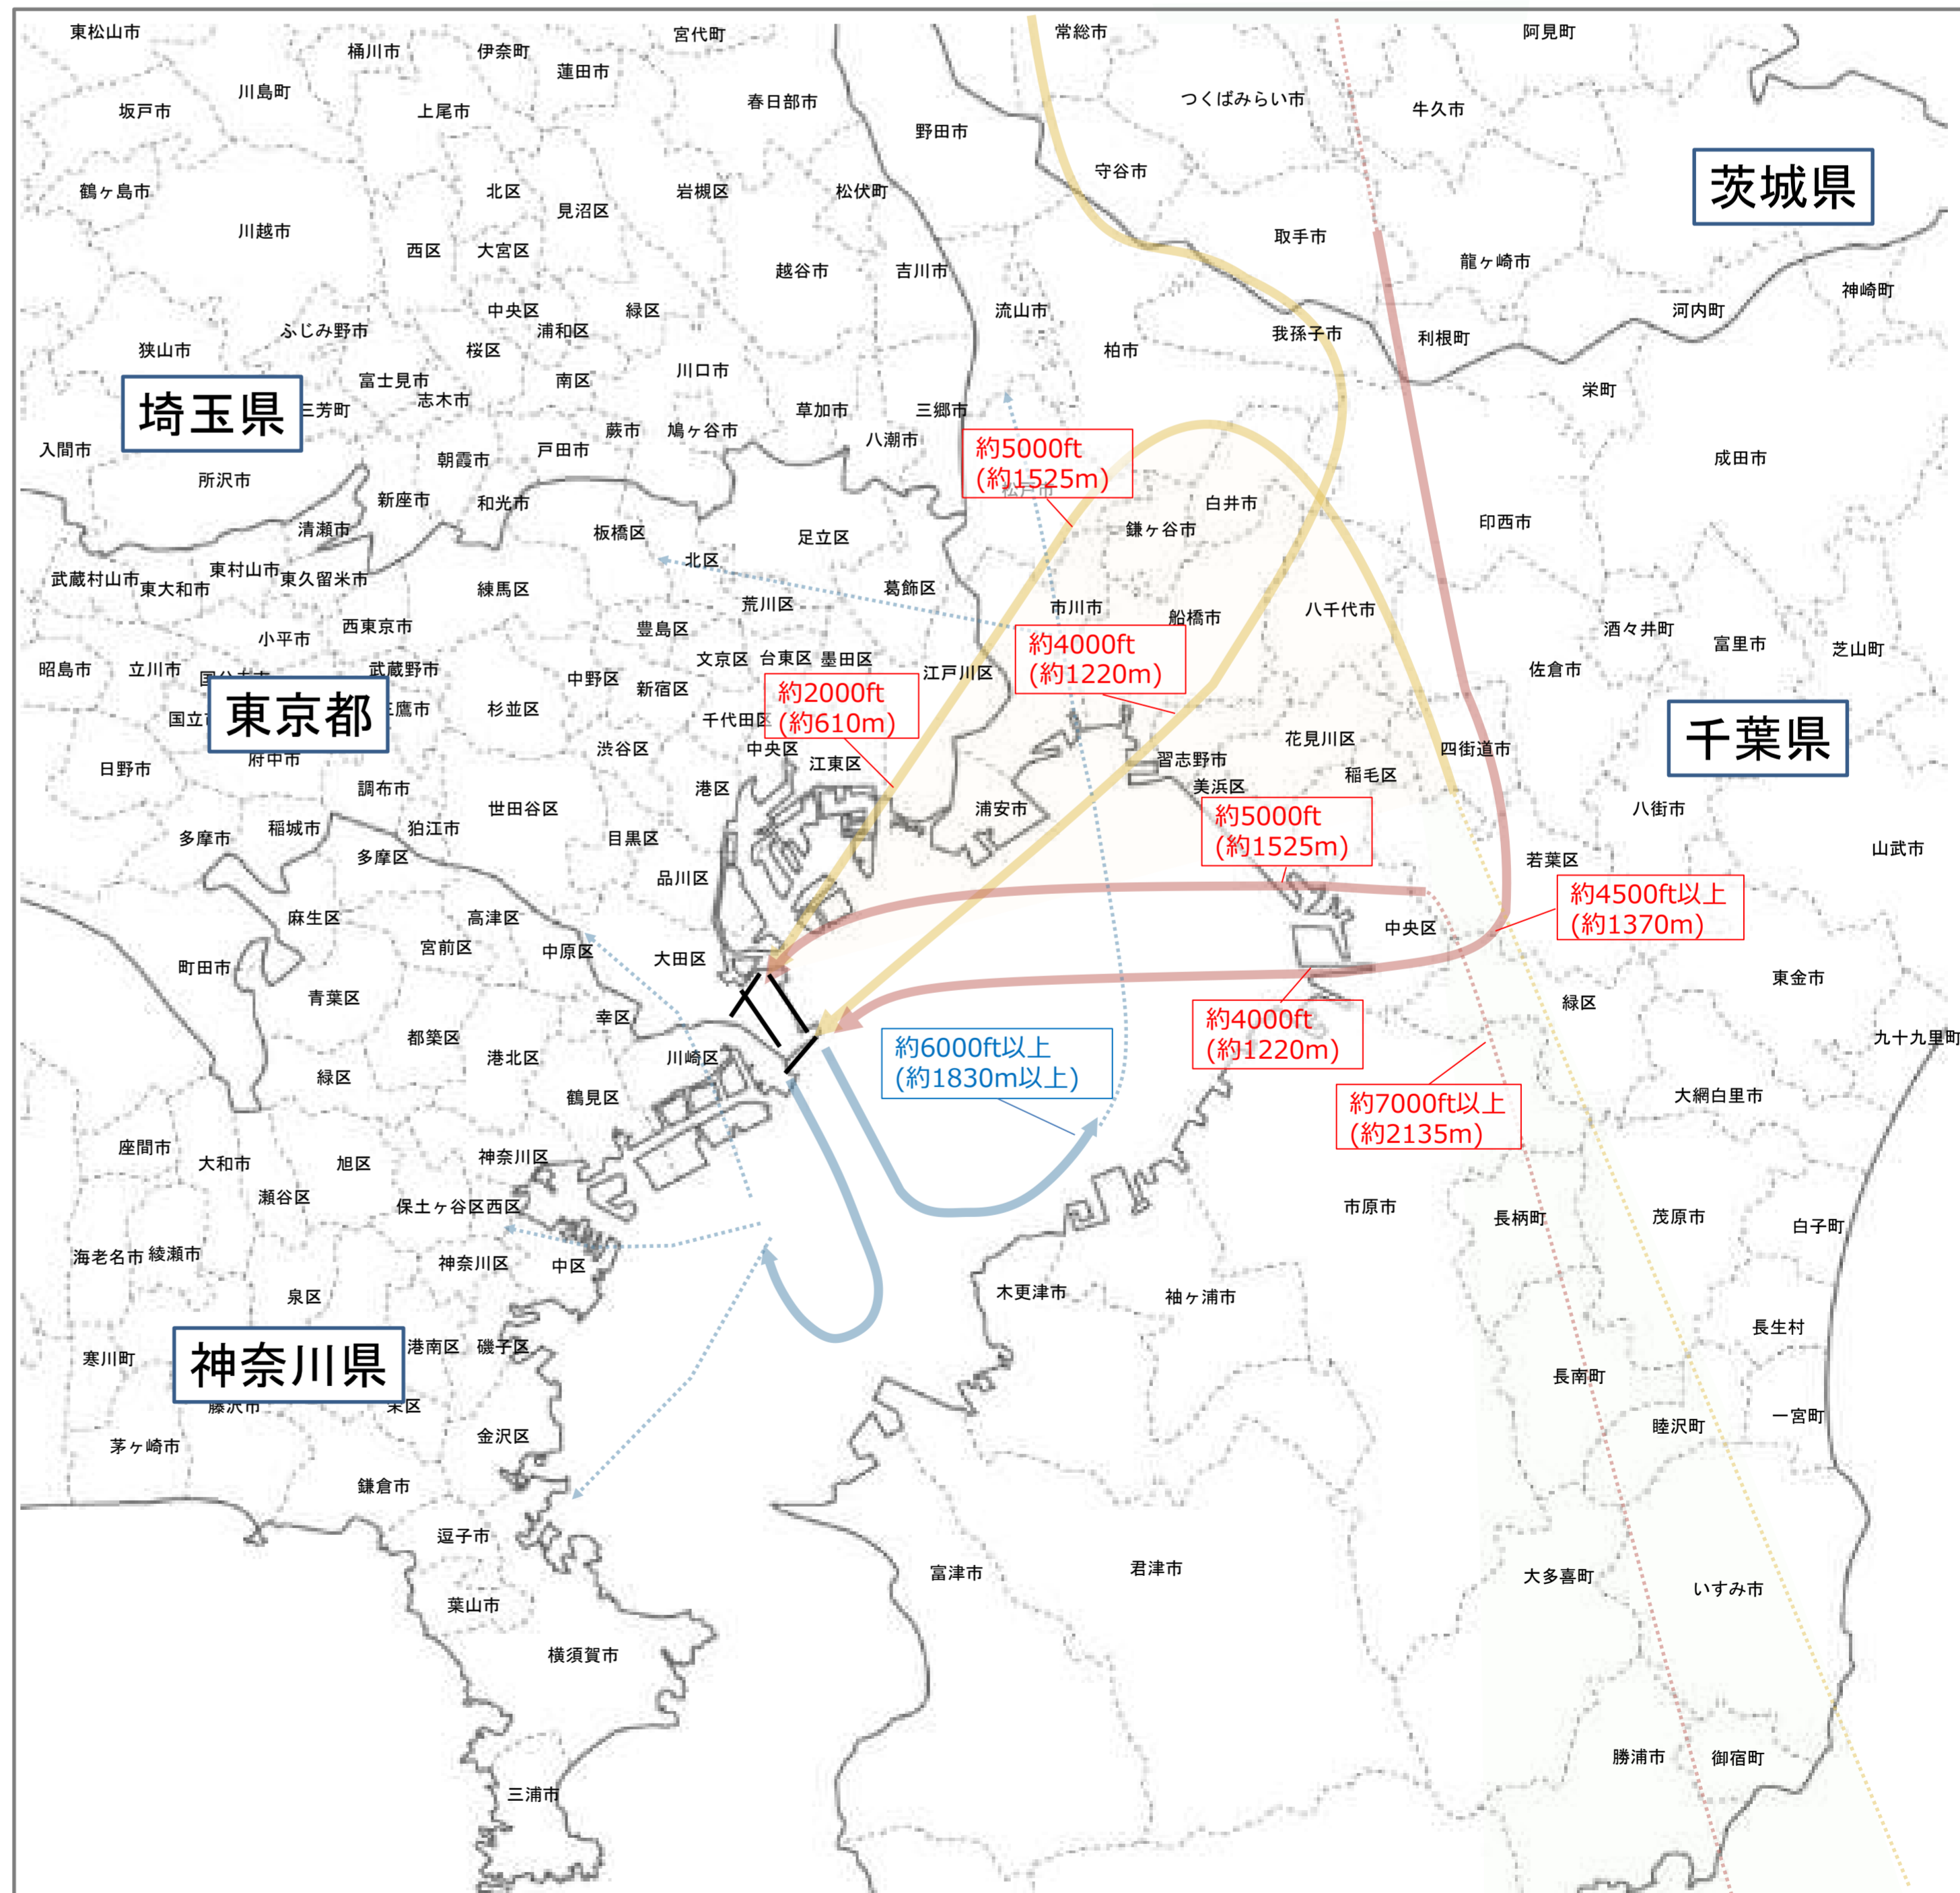 東松山市
桶川市
伊奈町
宮代町
常総市
阿見町
蓮田市
川島町
坂戸市
上尾市
春日部市
野田市
つくばみらい市
牛久市
守谷市
茨城県
鶴ヶ島市
北区
見沼区
岩槻区
松伏町
川越市
西区
大宮区
越谷市
吉川市
取手市
龍ヶ崎市
神崎町
中央区
浦和区
緑区
流山市
河内町
ふじみ野市
狭山市
桜区
柏市
我孫子市
利根町
富士見市
志木市
南区
川口市
栄町
埼玉県
三芳町
草加市
三郷市
入間市
朝霞市
戸田市
蕨市
鳩ヶ谷市
八潮市
約5000ft
(約1525m)
松戸市
成田市
所沢市
新座市
和光市
白井市
鎌ヶ谷市
印西市
清瀬市
板橋区
足立区
北区
武蔵村山市
東大和市
東村山市
東久留米市
練馬区
葛飾区
荒川区
市川市
船橋市
八千代市
小平市
西東京市
豊島区
酒々井町
富里市
芝山町
昭島市
立川市
武蔵野市
中野区
新宿区
文京区
台東区
墨田区
江戸川区
約4000ft
(約1220m)
佐倉市
東京都
国立市
鷹市
杉並区
約2000ft
(約610m)
千代田区
中央区
江東区
渋谷区
千葉県
日野市
府中市
調布市
港区
習志野市
美浜区
花見川区
稲毛区
四街道市
世田谷区
浦安市
約5000ft
(約1525m)
八街市
多摩市
稲城市
狛江市
多摩区
目黒区
若葉区
山武市
品川区
約4500ft以上
(約1370m)
麻生区
高津区
宮前区
中原区
大田区
中央区
町田市
青葉区
東金市
緑区
都築区
幸区
港北区
川崎区
約4000ft
(約1220m)
約6000ft以上
(約1830m以上)
九十九里町
緑区
鶴見区
約7000ft以上
(約2135m)
大網白里市
座間市
大和市
旭区
神奈川区
瀬谷区
保土ヶ谷区
西区
市原市
長柄町
茂原市
白子町
海老名市
綾瀬市
神奈川区
中区
泉区
木更津市
袖ヶ浦市
長生村
神奈川県
寒川町
港南区
磯子区
長南町
藤沢市
栄区
睦沢町
一宮町
茅ヶ崎市
金沢区
鎌倉市
逗子市
富津市
君津市
大多喜町
いすみ市
葉山市
横須賀市
勝浦市
御宿町
三浦市